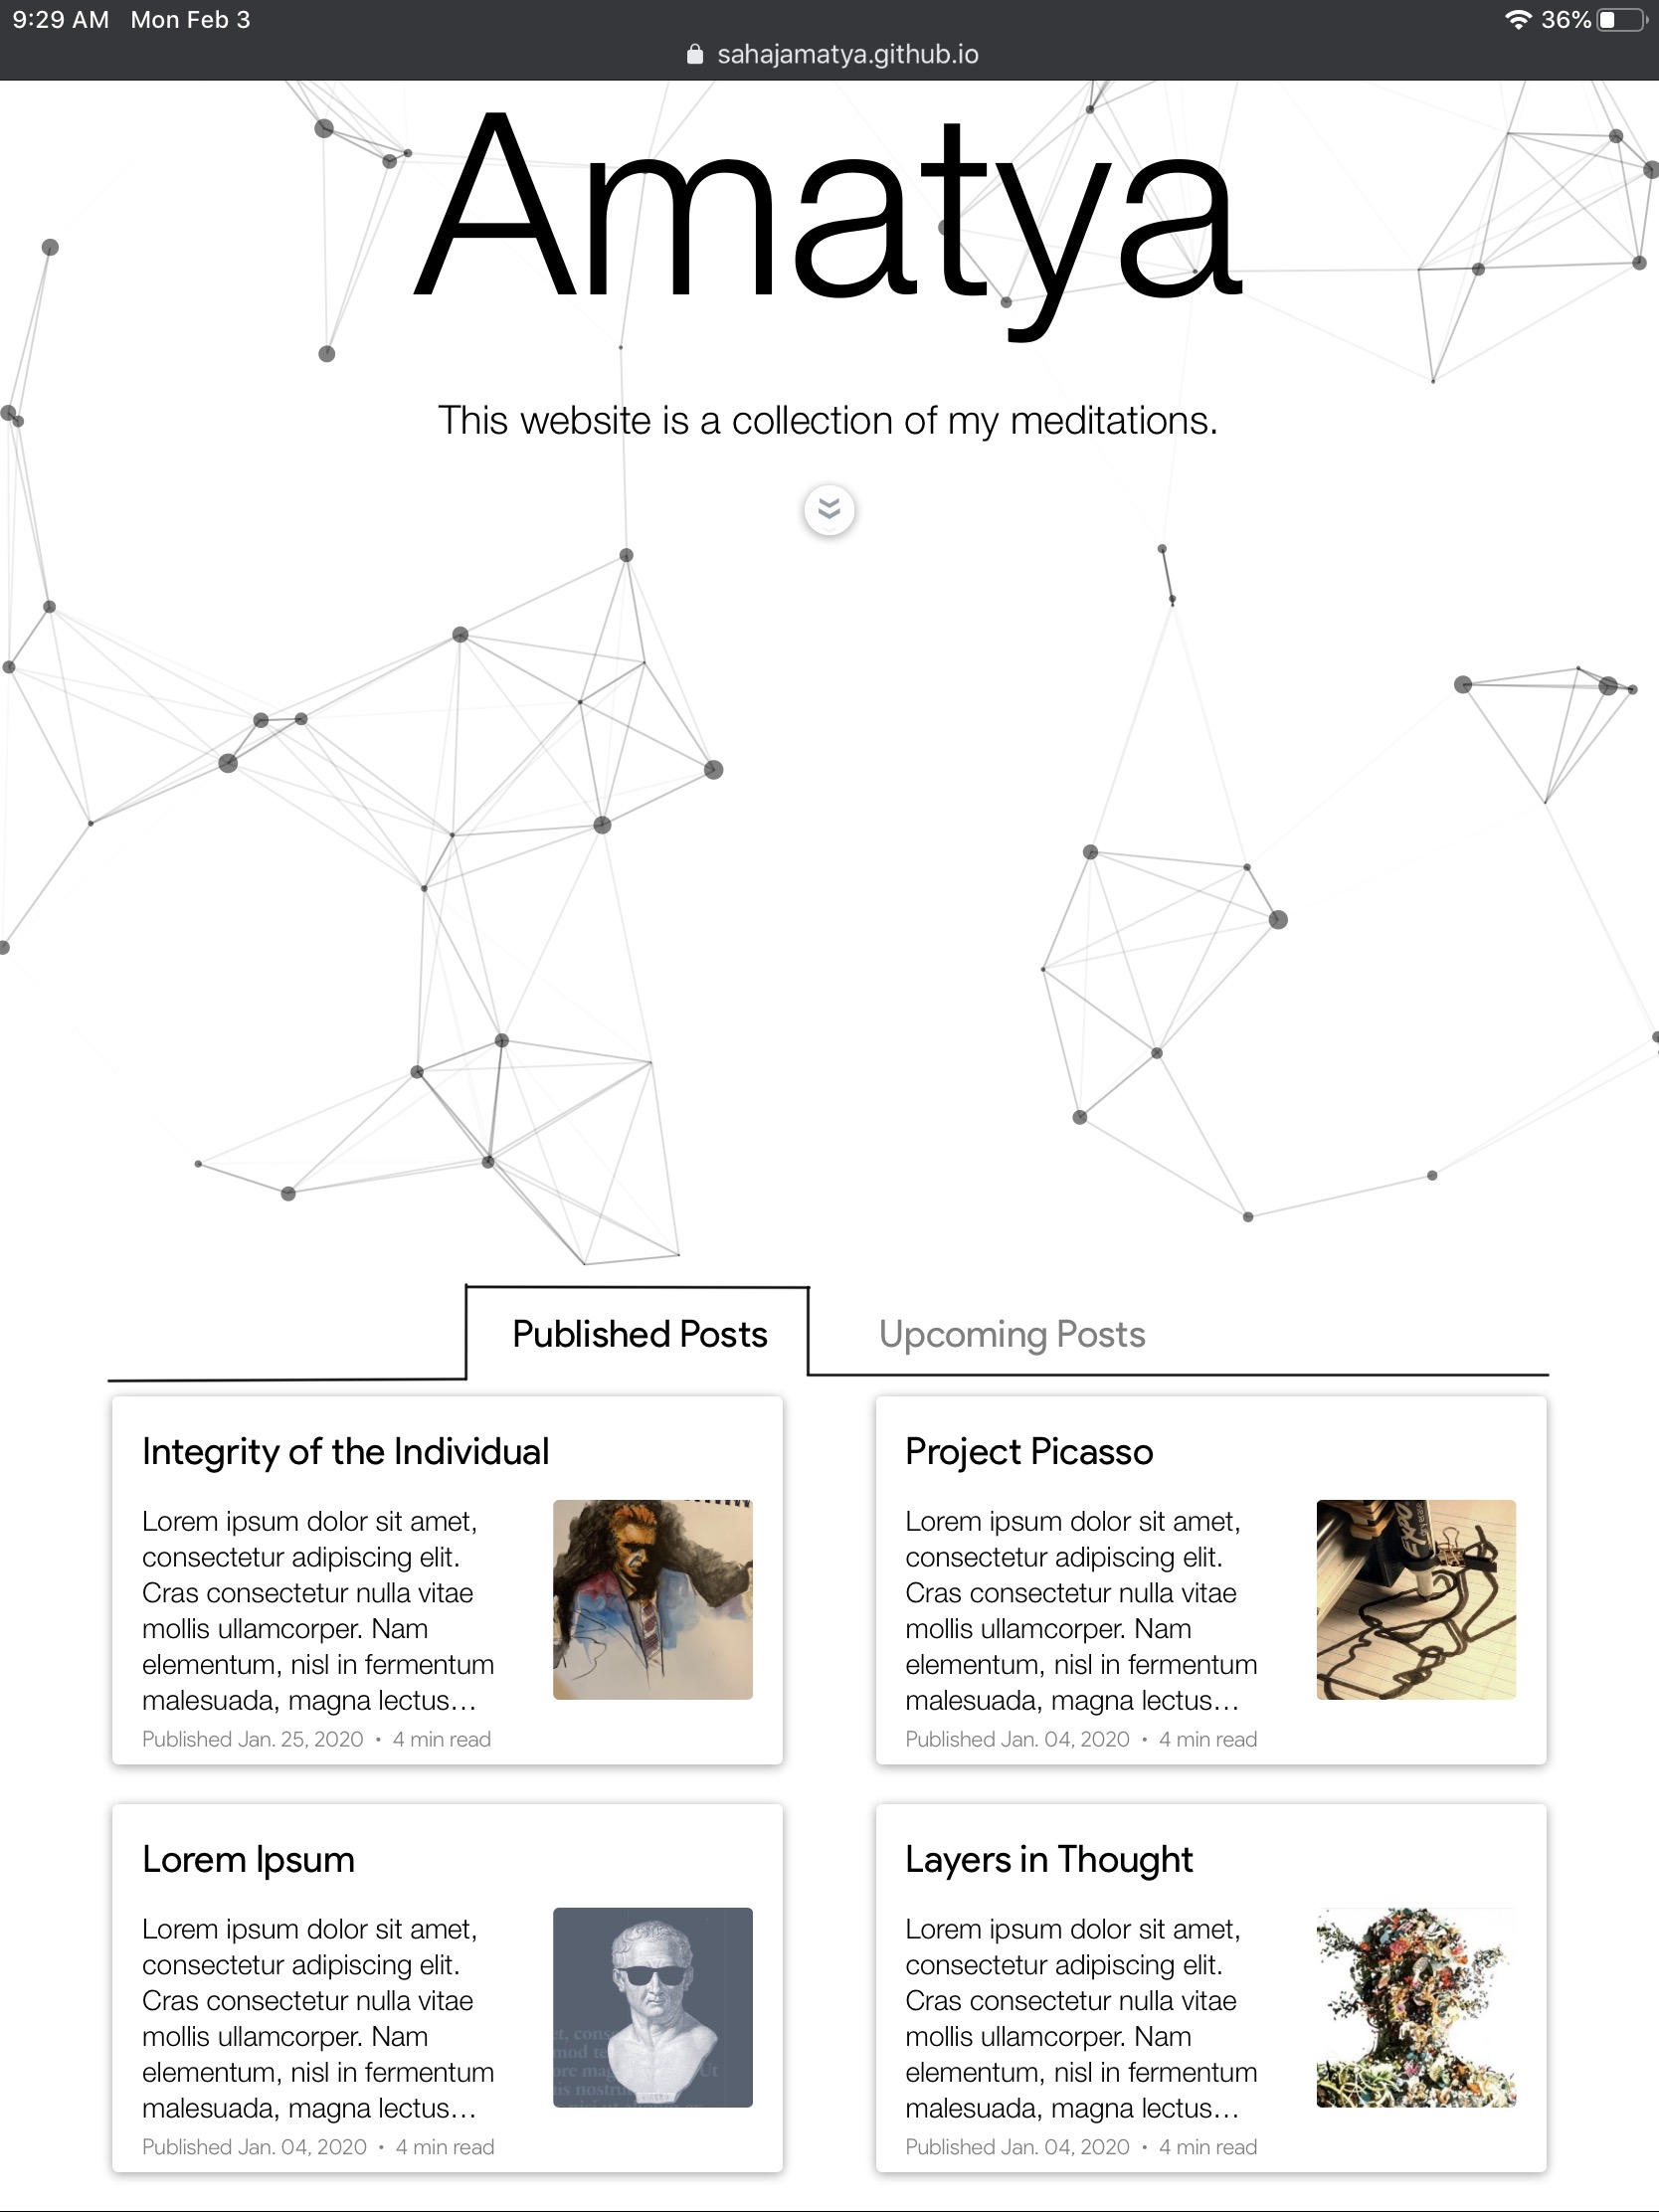 9:29 AM Mon Feb 3 36%
sahajamatya.github.io
Amatya
This website is a collection of my meditations.
Published Posts
Upcoming Posts
Integrity of the Individual
Lorem ipsum dolor sit amet,
consectetur adipiscing elit.
Cras consectetur nulla vitae
mollis ullamcorper. Nam
elementum, nisl in fermentum
malesuada, magna lectus...
Published Jan. 25, 2020 • 4 min read
Project Picasso
Lorem ipsum dolor sit amet,
consectetur adipiscing elit.
Cras consectetur nulla vitae
mollis ullamcorper. Nam
elementum, nisl in fermentum
malesuada, magna lectus...
EXPO
Published Jan. 04, 2020 • 4 min read
Lorem Ipsum
Lorem ipsum dolor sit amet,
consectetur adipiscing elit.
Cras consectetur nulla vitae
mollis ullamcorper. Nam
elementum, nisl in fermentum
malesuada, magna lectus...
Published Jan. 04, 2020 • 4 min read
Layers in Thought
Lorem ipsum dolor sit amet,
consectetur adipiscing elit.
Cras consectetur nulla vitae
mollis ullamcorper. Nam
elementum, nisl in fermentum
malesuada, magna lectus...
Published Jan. 04, 2020 • 4 min read